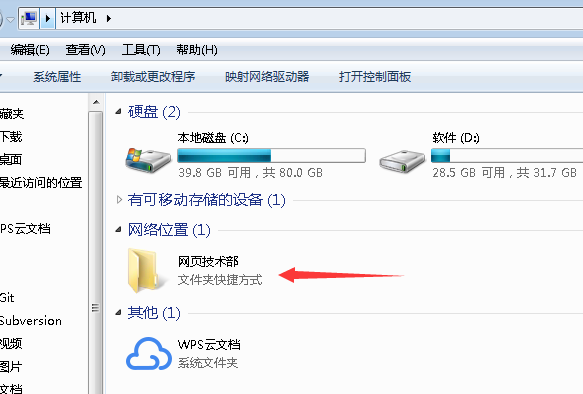 计算机
编辑(E) 查看(V) 工具(T) 帮助(H)
系统属性 卸载或更改程序 映射网络驱动器 打开控制面板
藏夹
下载
桌面
最近访问的位置
PS云文档
Git
Subversion
视频
图片
文档
硬盘 (2)
本地磁盘 (C:)
39.8 GB 可用，共 80.0 GB
软件 (D:)
28.5 GB 可用，共 31.7 GB
有可移动存储的设备 (1)
网络位置 (1)
网页技术部
文件夹快捷方式
其他 (1)
WPS云文档
系统文件夹